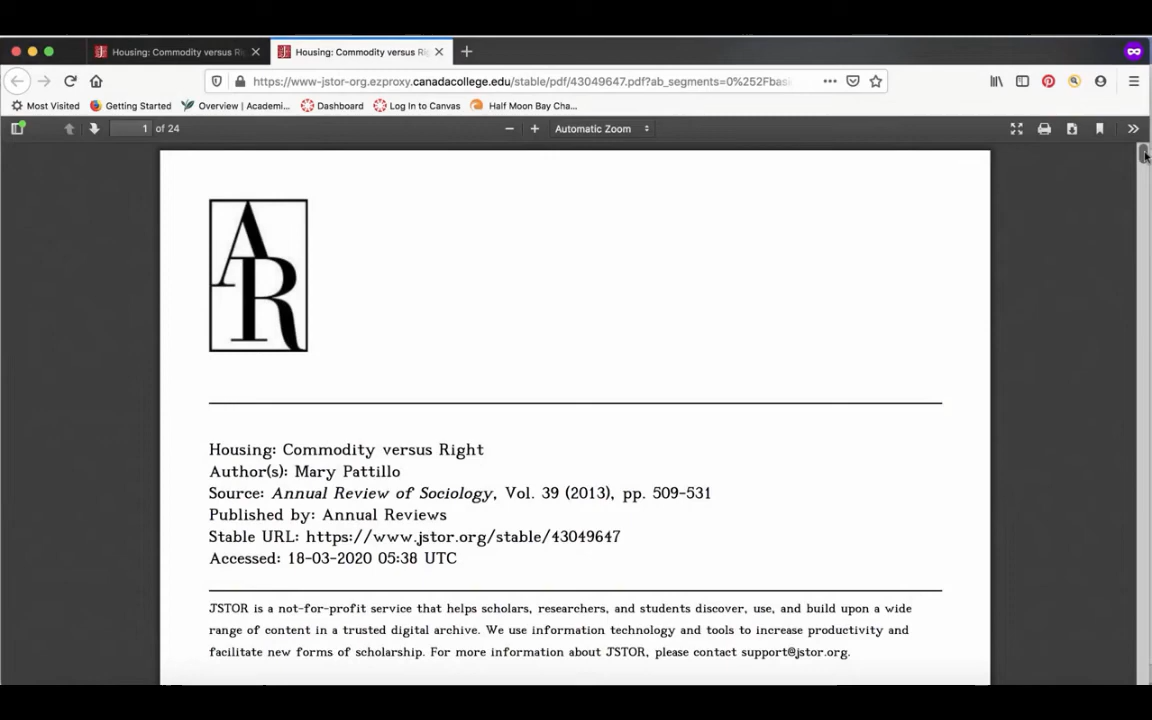 Housing: Commodity versus Ri
Housing: Commodity versus Rig
https://www-jstor-org.ezproxy.canadacollege.edu/stable/pdf/43049647.pdf?ab_segments=0%252Fbas
Most Visited
Getting Started
Overview | Academi...
Dashboard
Log In to Canvas
Half Moon Bay Cha...
1 of 24
Automatic Zoom
AR
Housing: Commodity versus Right
Author(s): Mary Pattillo
Source: Annual Review of Sociology, Vol. 39 (2013), pp. 509-531
Published by: Annual Reviews
Stable URL: https://www.jstor.org/stable/43049647
Accessed: 18-03-2020 05:38 UTC
JSTOR is a not-for-profit service that helps scholars, researchers, and students discover, use, and build upon a wide
range of content in a trusted digital archive. We use information technology and tools to increase productivity and
facilitate new forms of scholarship. For more information about JSTOR, please contact support@jstor.org.